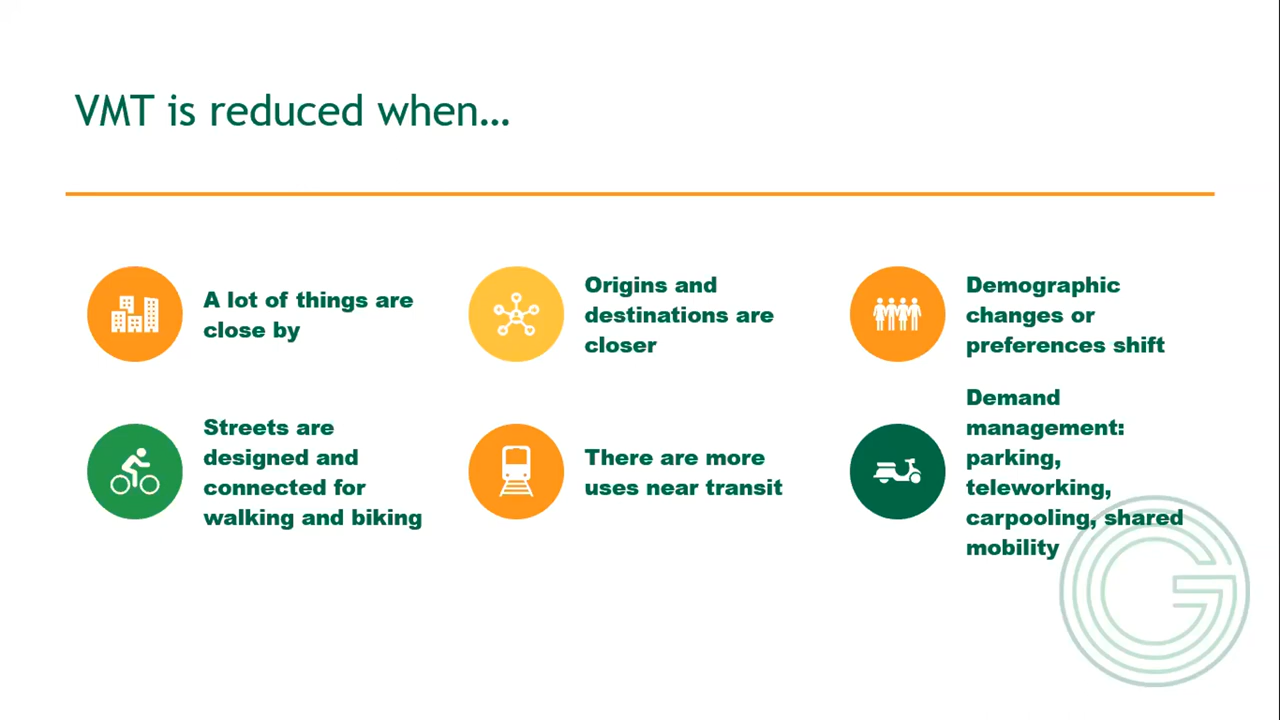 VMT is reduced when...
A lot of things are
close by
Origins and
destinations are
closer
Demographic
changes or
preferences shift
Streets are
designed and
connected for
walking and biking
There are more
uses near transit
Demand
management:
parking,
teleworking,
carpooling, shared
mobility
G